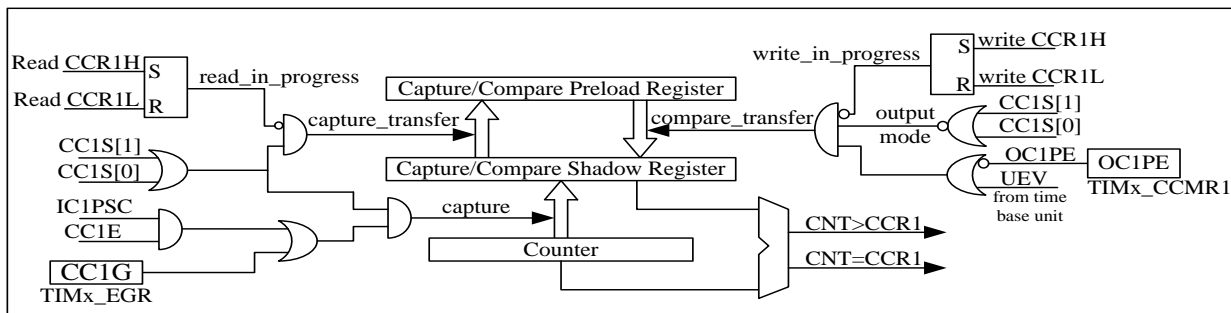 Read CCR1H
S
Read CCR1L
R
read_in_progress
capture_transfer
CC1S[1]
CC1S[0]
IC1PSC
CC1E
CC1G
TIMx_EGR
capture
Capture/Compare Preload Register
Capture/Compare Shadow Register
Counter
compare_transfer
write_in_progress
S
write CCR1H
R
write CCR1L
output
mode
CC1S[1]
CC1S[0]
OC1PE
OC1PE
TIMx_CCMR1
UEV
from time
base unit
CNT>CCR1
CNT=CCR1